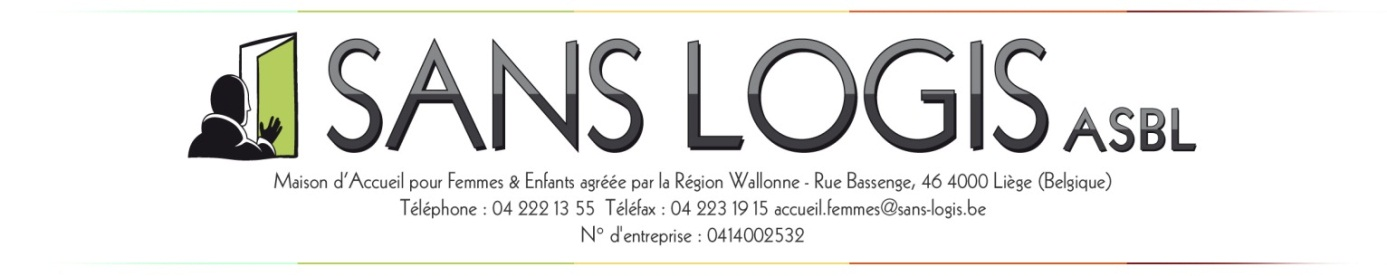 SANS LOGIS ASBL
Maison d'Accueil pour Femmes & Enfants agréée par la Région Wallonne - Rue Bassenge, 46 4000 Liège (Belgique)
Téléphone : 04 222 13 55 Téléfax : 04 223 19 15 accueil.femmes@sans-logis.be
N° d'entreprise : 0414002532